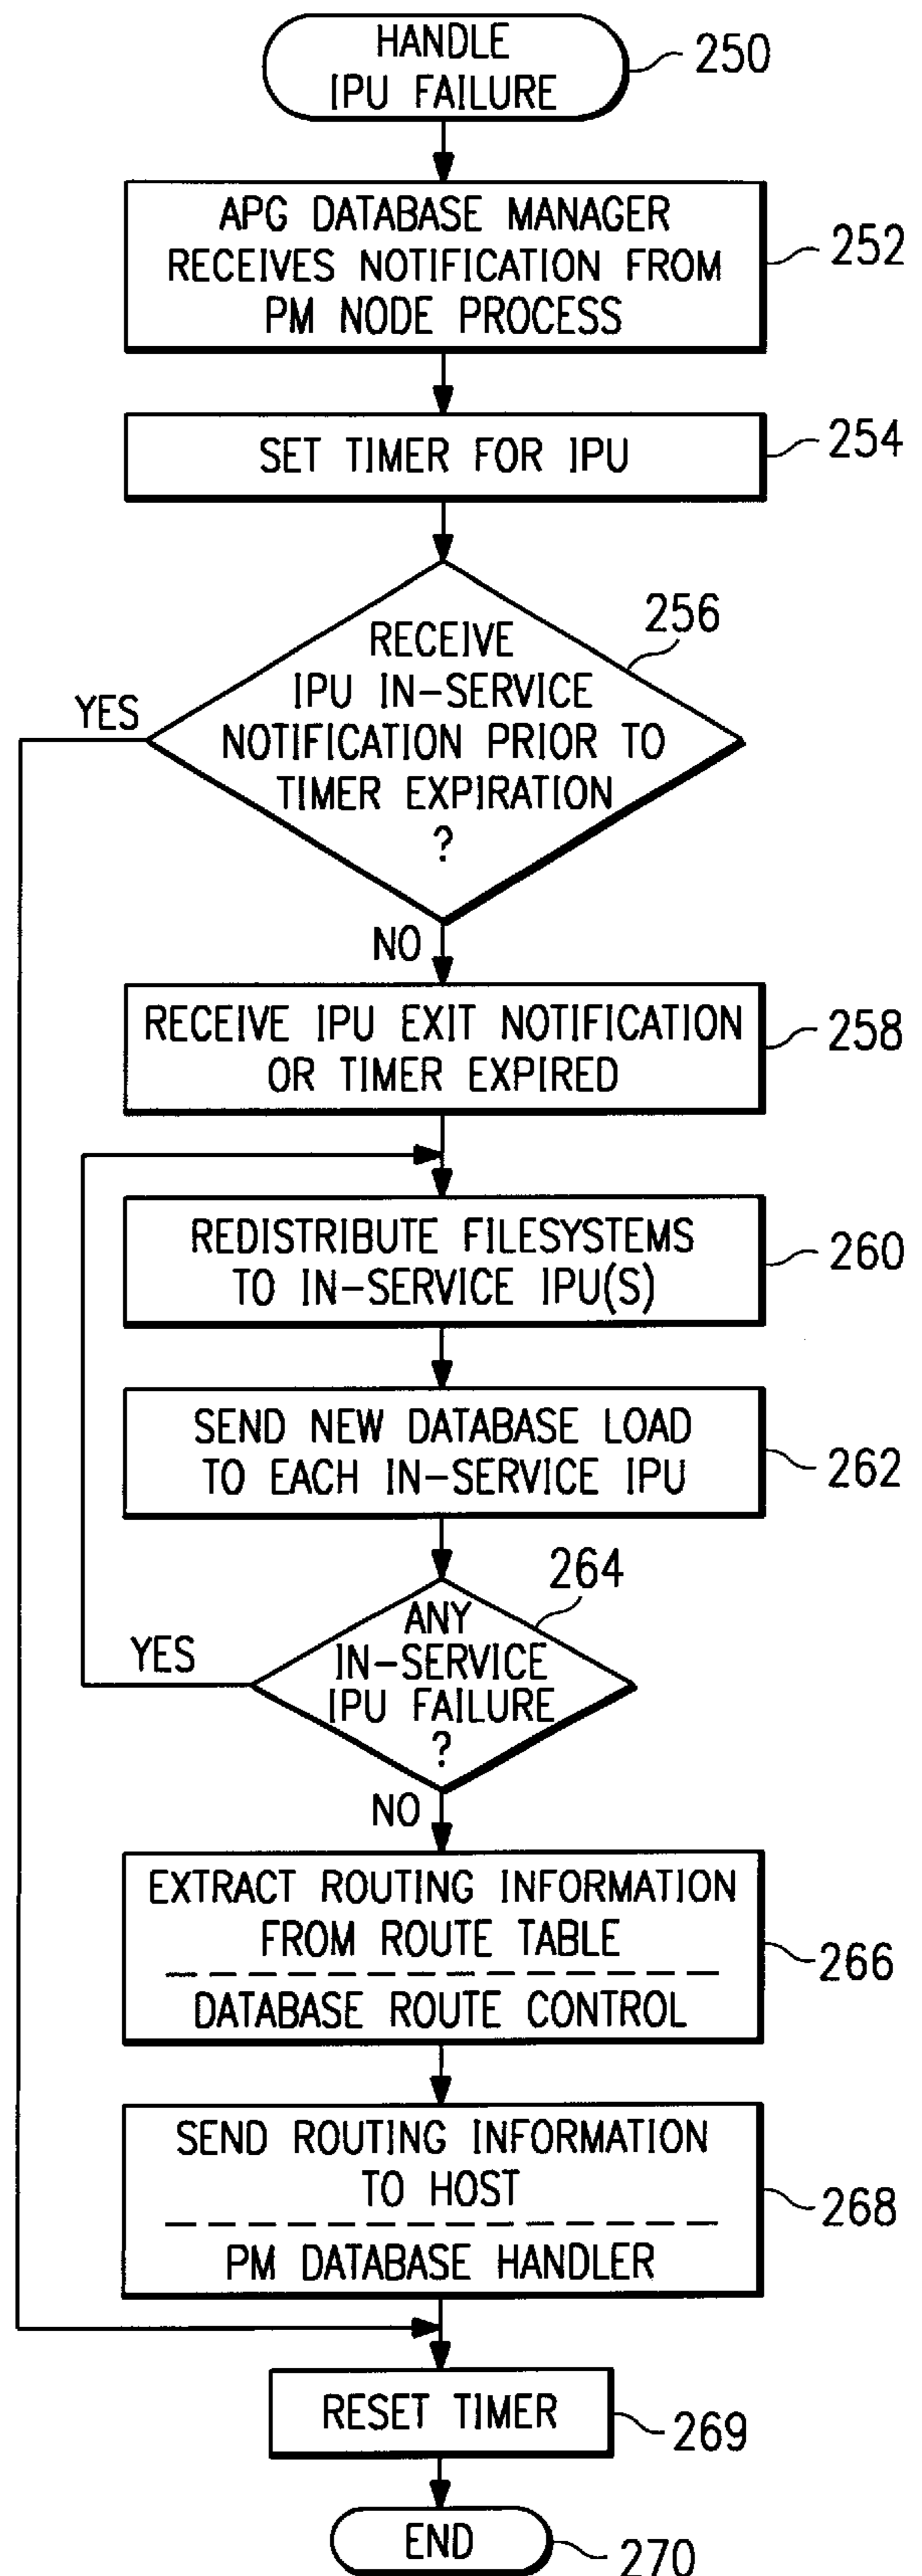 HANDLE
IPU FAILURE
250
APG DATABASE MANAGER
RECEIVES NOTIFICATION FROM
PM NODE PROCESS
252
SET TIMER FOR IPU
254
RECEIVE
IPU IN-SERVICE
NOTIFICATION PRIOR TO
TIMER EXPIRATION
?
256
YES
NO
RECEIVE IPU EXIT NOTIFICATION
OR TIMER EXPIRED
258
REDISTRIBUTE FILESYSTEMS
TO IN-SERVICE IPU(S)
260
SEND NEW DATABASE LOAD
TO EACH IN-SERVICE IPU
262
ANY
IN-SERVICE
IPU FAILURE
?
264
YES
NO
EXTRACT ROUTING INFORMATION
FROM ROUTE TABLE
DATABASE ROUTE CONTROL
266
SEND ROUTING INFORMATION
TO HOST
PM DATABASE HANDLER
268
RESET TIMER
269
END
270